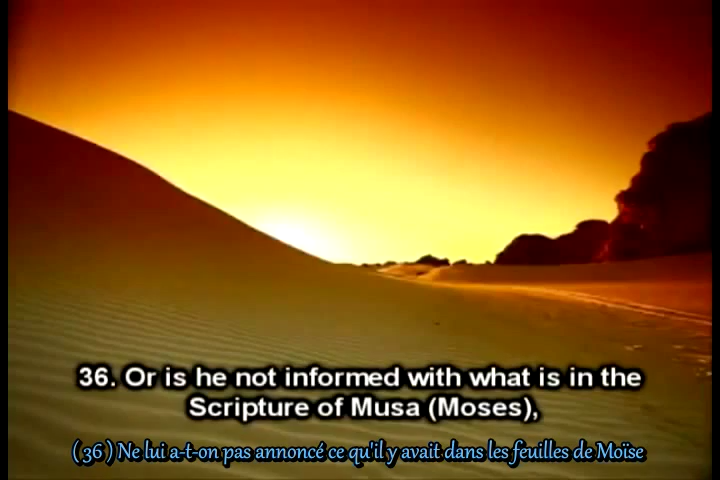 36. Or is he not informed with what is in the
Scripture of Musa (Moses),
( 36 ) Ne lui a-t-on pas annoncé ce qu'il y avait dans les feuilles de Moïse